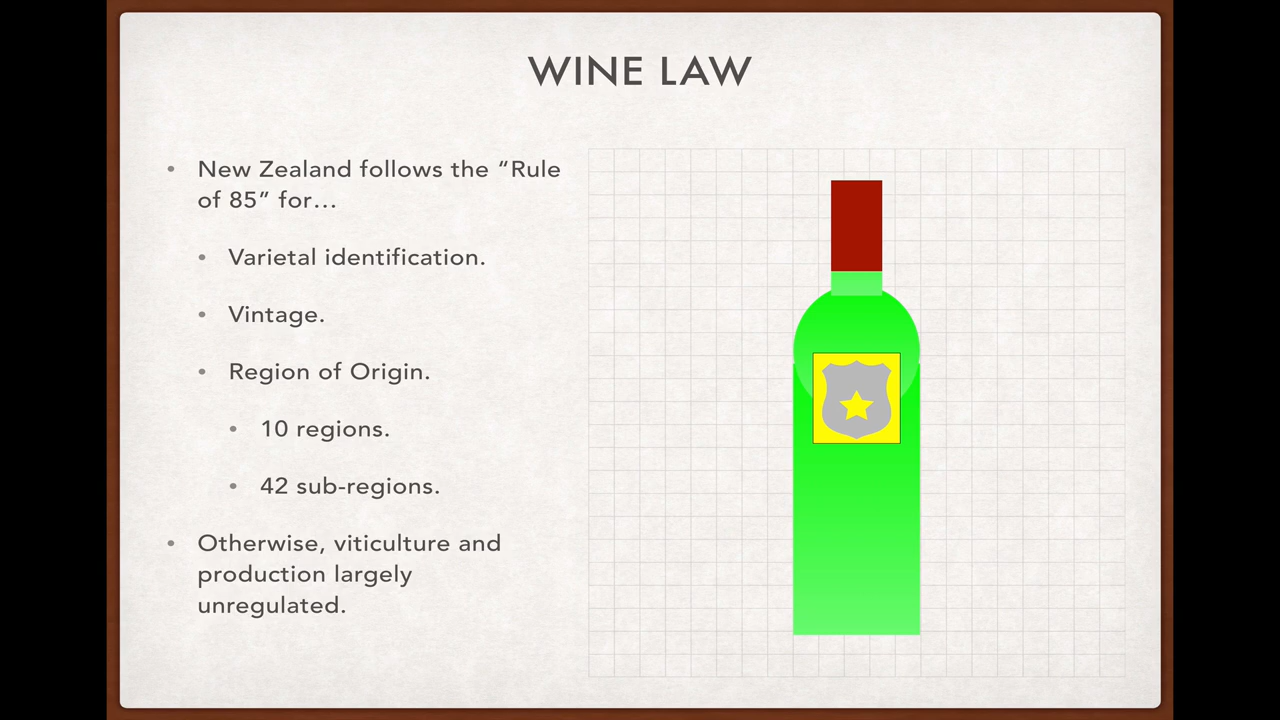 WINE LAW
• New Zealand follows the “Rule
of 85” for…
• Varietal identification.
• Vintage.
• Region of Origin.
• 10 regions.
• 42 sub-regions.
• Otherwise, viticulture and
production largely
unregulated.